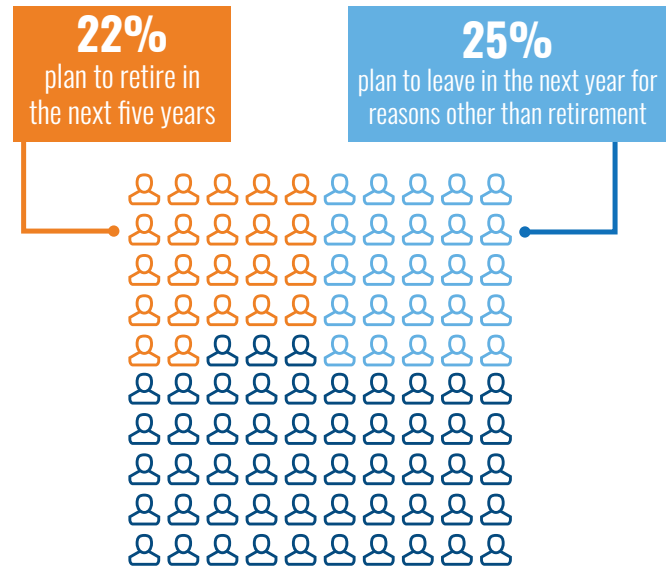 22%
plan to retire in
the next five years
25%
plan to leave in the next year for
reasons other than retirement